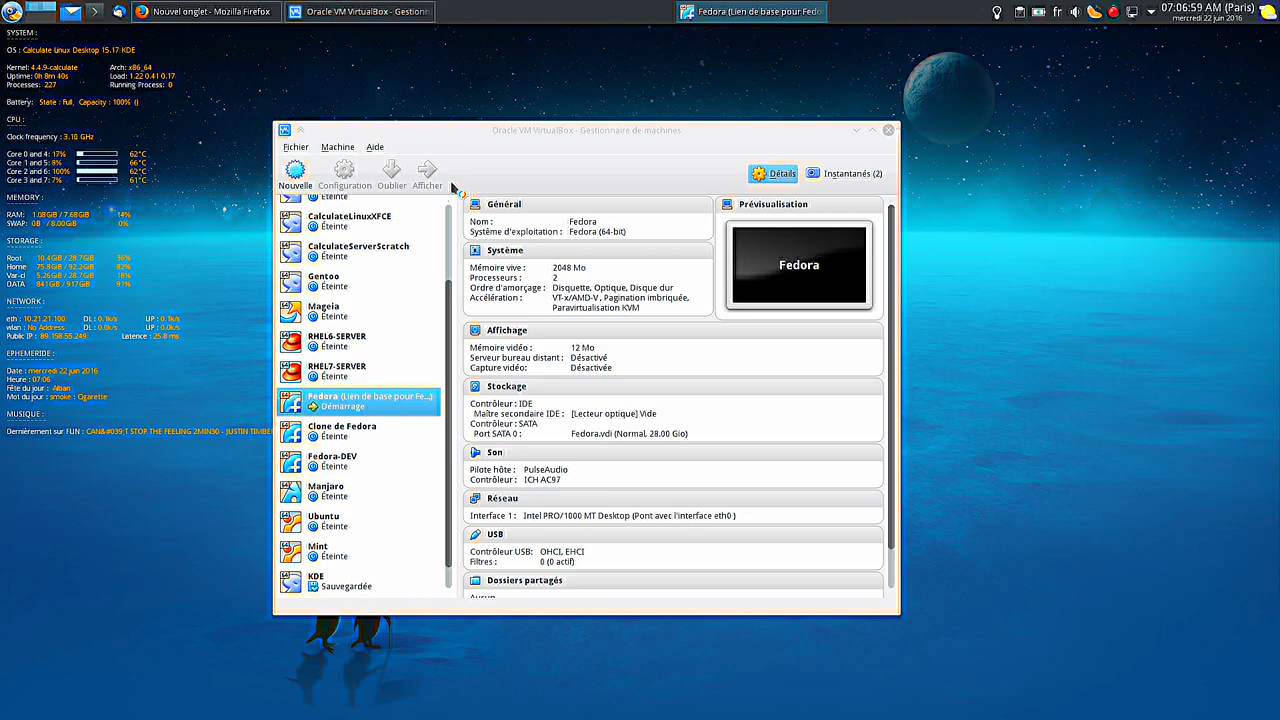 Nouvel onglet - Mozilla Firefox
Oracle VM VirtualBox - Gestionn
Fedora (Lien de base pour Fedo
fr
07:06:59 AM (Paris)
mercredi 22 juin 2016
SYSTEM :
OS : Calculate Linux Desktop 15.17 KDE
Kernel: 4.4.9-calculate Arch: x86_64
Uptime: 0h 8m 40s Load: 1.22 0.41 0.17
Processes: 227 Running Process: 0
Battery: State : Full, Capacity : 100% ()
CPU :
Clock-frequency : 3.10 GHz
Core 0 and 4: 17% 62°C
Core 1 and 5: 8% 66°C
Core 2 and 6: 100% 62°C
Core 3 and 7: 7% 61°C
MEMORY :
RAM: 1.08GiB / 7.68GiB 14%
SWAP: 0B / 8.00GiB 0%
STORAGE :
Root 10.4GiB / 28.7GiB 36%
Home 75.8GiB / 92.2GiB 82%
Var-cl 5.26GiB / 28.7GiB 18%
DATA 841GiB / 917GiB 91%
NETWORK :
eth : 10.21.21.100 DL : 0.1k/s UP : 0.1k/s
wlan : No Address DL : 0.0k/s UP : 0.0k/s
Public IP : 89.158.55.249 Latence : 25.8 ms
EPHEMERIDE :
Date : mercredi 22 juin 2016
Heure : 07:06
Fête du jour : Alban
Mot du jour : smoke : Cigarette
MUSIQUE :
Dernièrement sur FUN : CAN&#039;T STOP THE FEELING 2MIN30 - JUSTIN TIMBER
Oracle VM VirtualBox - Gestionnaire de machines
Fichier Machine Aide
Nouvelle Configuration Oublier Afficher
Détails Instantanés (2)
Éteinte
CalculateLinuxXFCE
Éteinte
CalculateServerScratch
Éteinte
Gentoo
Éteinte
Mageia
Éteinte
RHEL6-SERVER
Éteinte
RHEL7-SERVER
Éteinte
Fedora (Lien de base pour Fe...)
Démarrage
Clone de Fedora
Éteinte
Fedora-DEV
Éteinte
Manjaro
Éteinte
Ubuntu
Éteinte
Mint
Éteinte
KDE
Sauvegardée
Général
Nom : Fedora
Système d'exploitation : Fedora (64-bit)
Prévisualisation
Fedora
Système
Mémoire vive : 2048 Mo
Processeurs : 2
Ordre d'amorçage : Disquette, Optique, Disque dur
Accélération : VT-x/AMD-V , Pagination imbriquée,
Paravirtualisation KVM
Affichage
Mémoire vidéo : 12 Mo
Serveur bureau distant : Désactivé
Capture vidéo : Désactivée
Stockage
Contrôleur : IDE
Maître secondaire IDE : [Lecteur optique] Vide
Contrôleur : SATA
Port SATA 0 : Fedora.vdi (Normal, 28.00 Gio)
Son
Pilote hôte : PulseAudio
Contrôleur : ICH AC97
Réseau
Interface 1 : Intel PRO/1000 MT Desktop (Pont avec l'interface eth0 )
USB
Contrôleur USB: OHCI, EHCI
Filtres : 0 (0 actif)
Dossiers partagés
Aucun